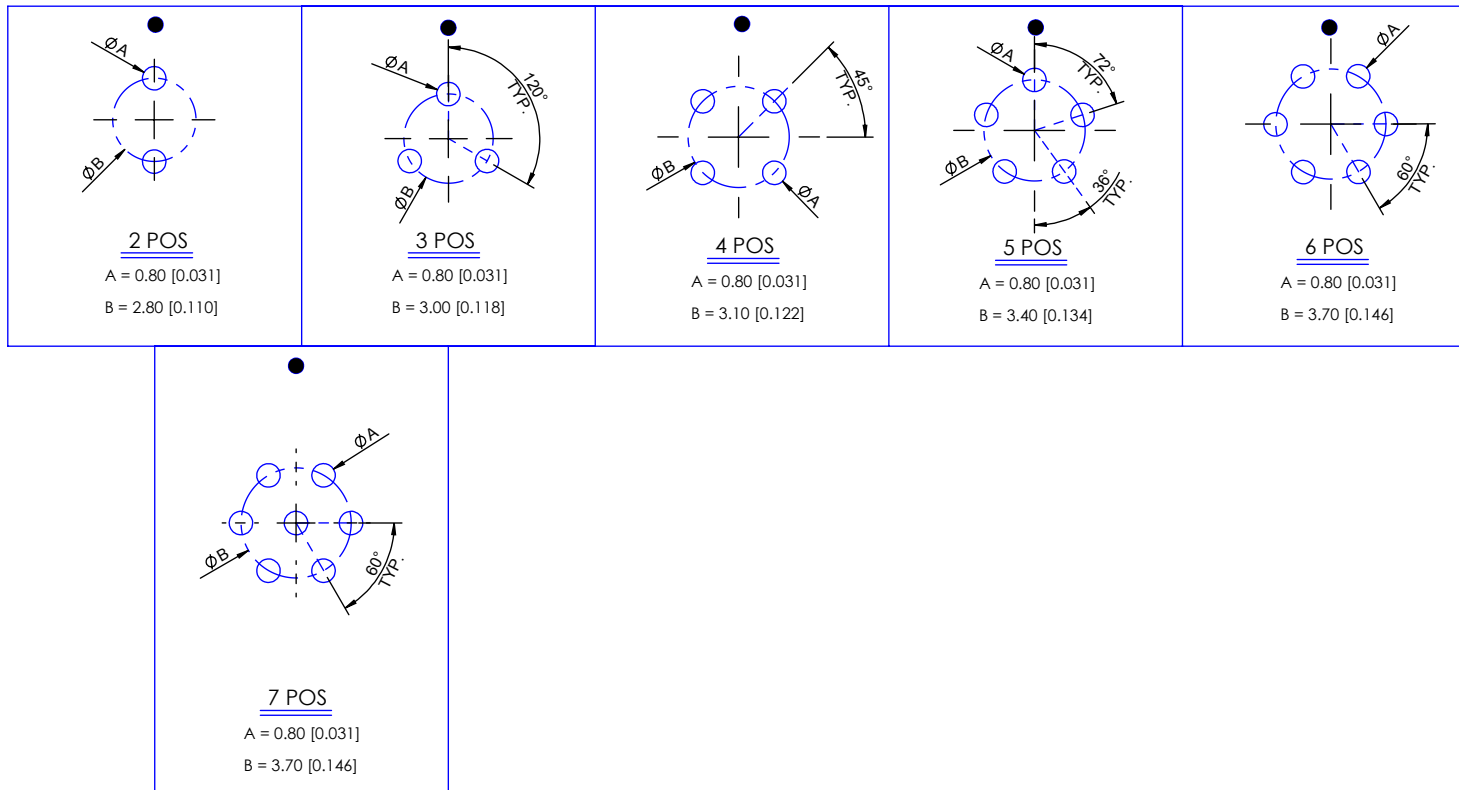 ØA
ØB
2 POS
A = 0.80 [0.031]
B = 2.80 [0.110]
ØA
120°
TYP.
ØB
3 POS
A = 0.80 [0.031]
B = 3.00 [0.118]
45°
TYP.
ØB
ØA
4 POS
A = 0.80 [0.031]
B = 3.10 [0.122]
ØA
72°
TYP.
ØB
36°
TYP.
5 POS
A = 0.80 [0.031]
B = 3.40 [0.134]
ØA
60°
TYP.
6 POS
A = 0.80 [0.031]
B = 3.70 [0.146]
ØA
ØB
60°
TYP.
7 POS
A = 0.80 [0.031]
B = 3.70 [0.146]